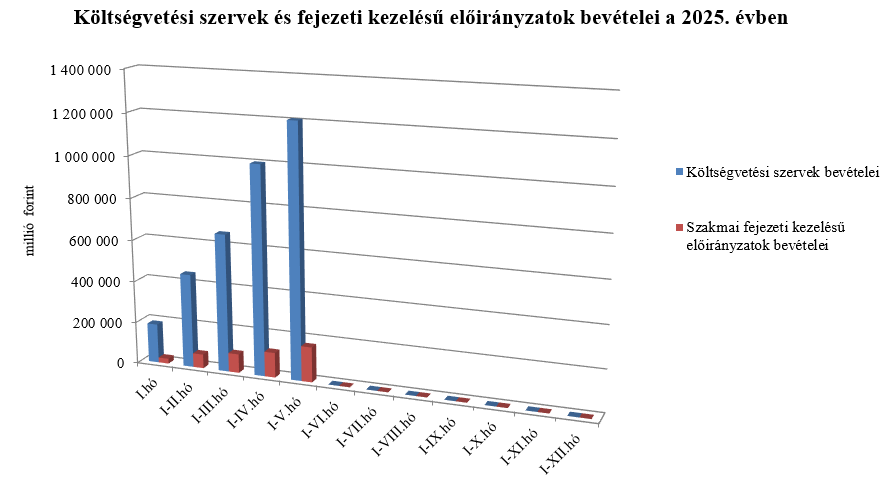 Költségvetési szervek és fejezeti kezelésű előirányzatok bevételei a 2025. évben
1 400 000
1 200 000
1 000 000
800 000
600 000
400 000
200 000
0
millió forint
I.hó
I-II.hó
I-III.hó
I-IV.hó
I-V.hó
I-VI.hó
I-VII.hó
I-VIII.hó
I-IX.hó
I-X.hó
I-XI.hó
I-XII.hó
Költségvetési szervek bevételei
Szakmai fejezeti kezelésű
előirányzatok bevételei